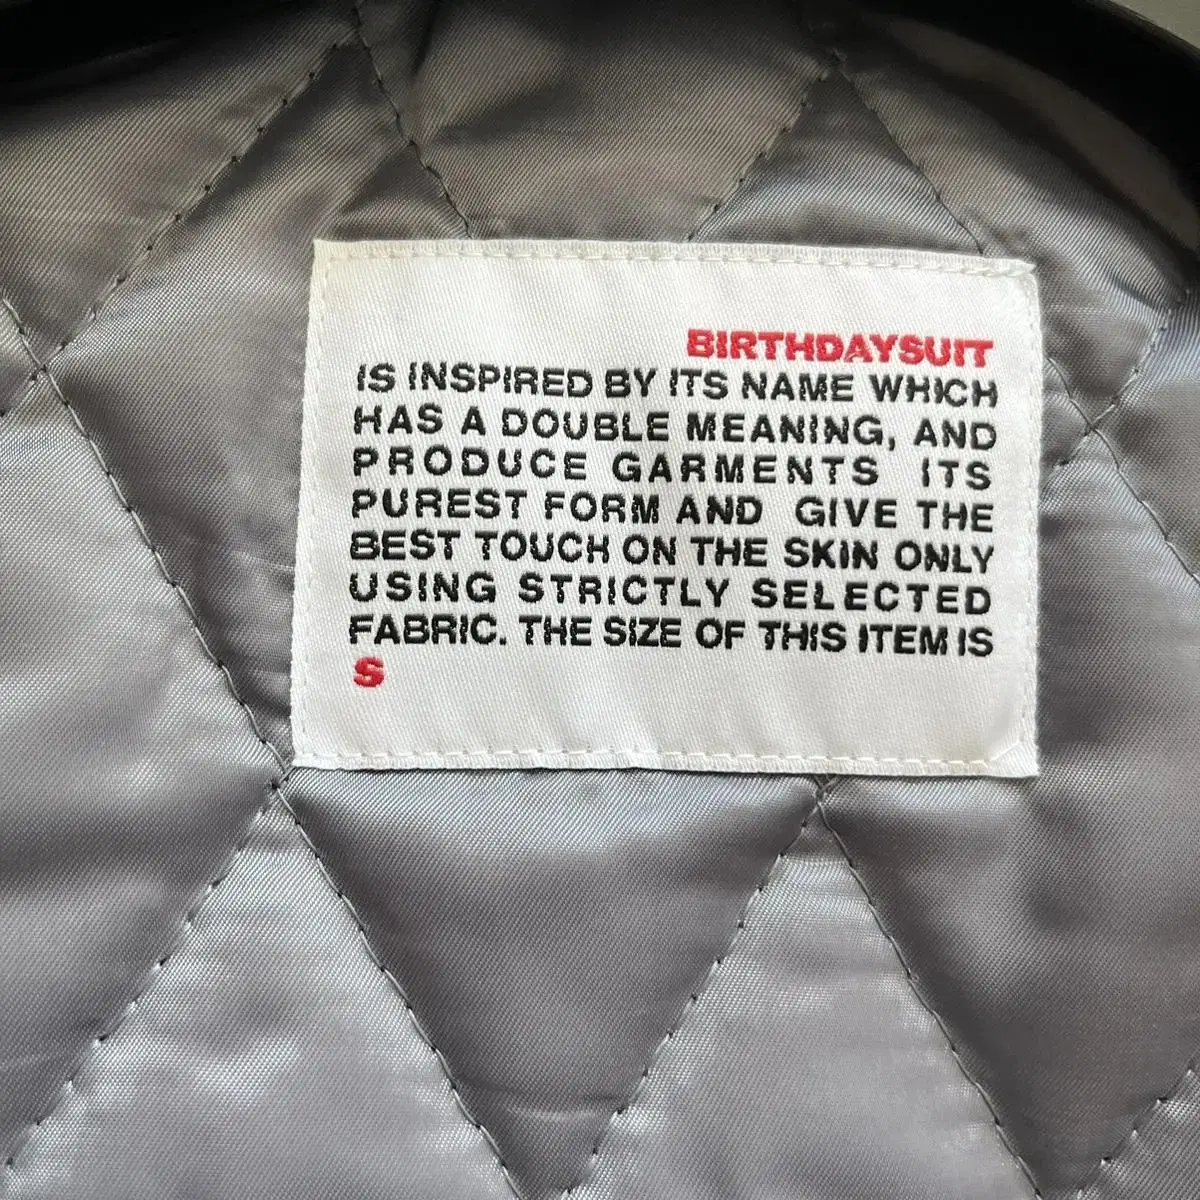 BIRTHDAYSUIT
IS INSPIRED BY ITS NAME WHICH
HAS A DOUBLE MEANING, AND
PRODUCE GARMENTS ITS
PUREST FORM AND GIVE THE
BEST TOUCH ON THE SKIN ONLY
USING STRICTLY SELECTED
FABRIC. THE SIZE OF THIS ITEM IS
S